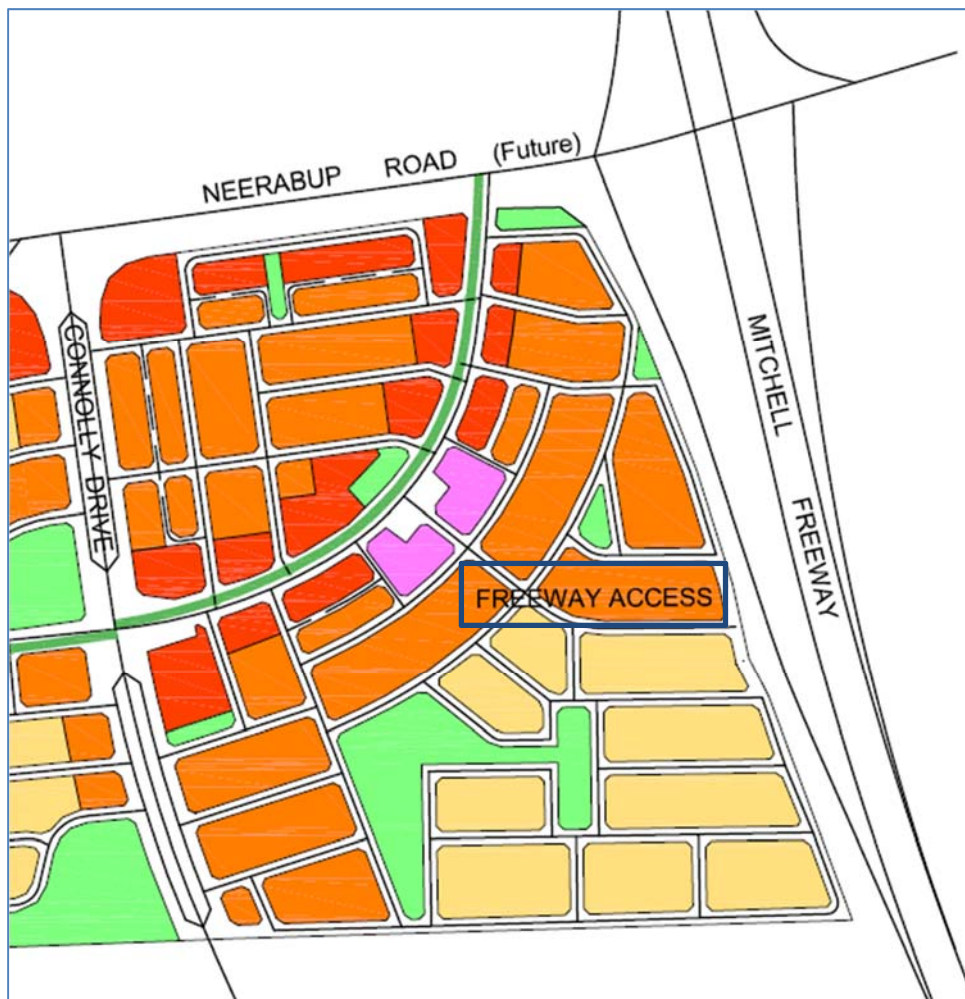 NEERABUP ROAD (Future)
CONNOLLY DRIVE
MITCHELL FREEWAY
FREEWAY ACCESS